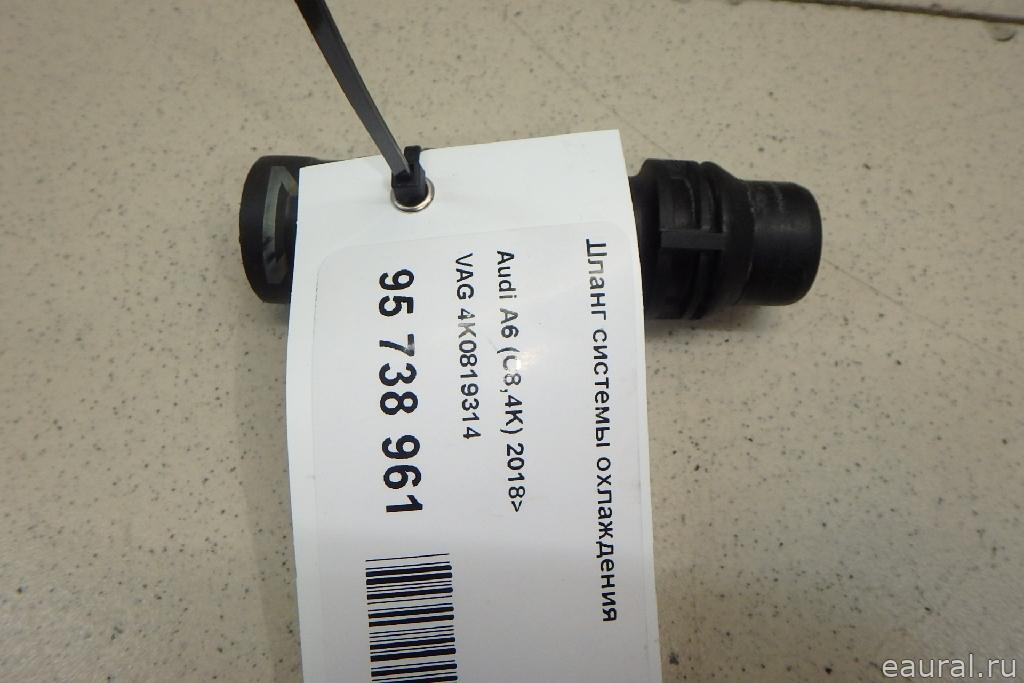 Шланг системы охлаждения
Audi A6 (C8,4K) 2018>
VAG 4K0819314
95 738 961
eaural.ru